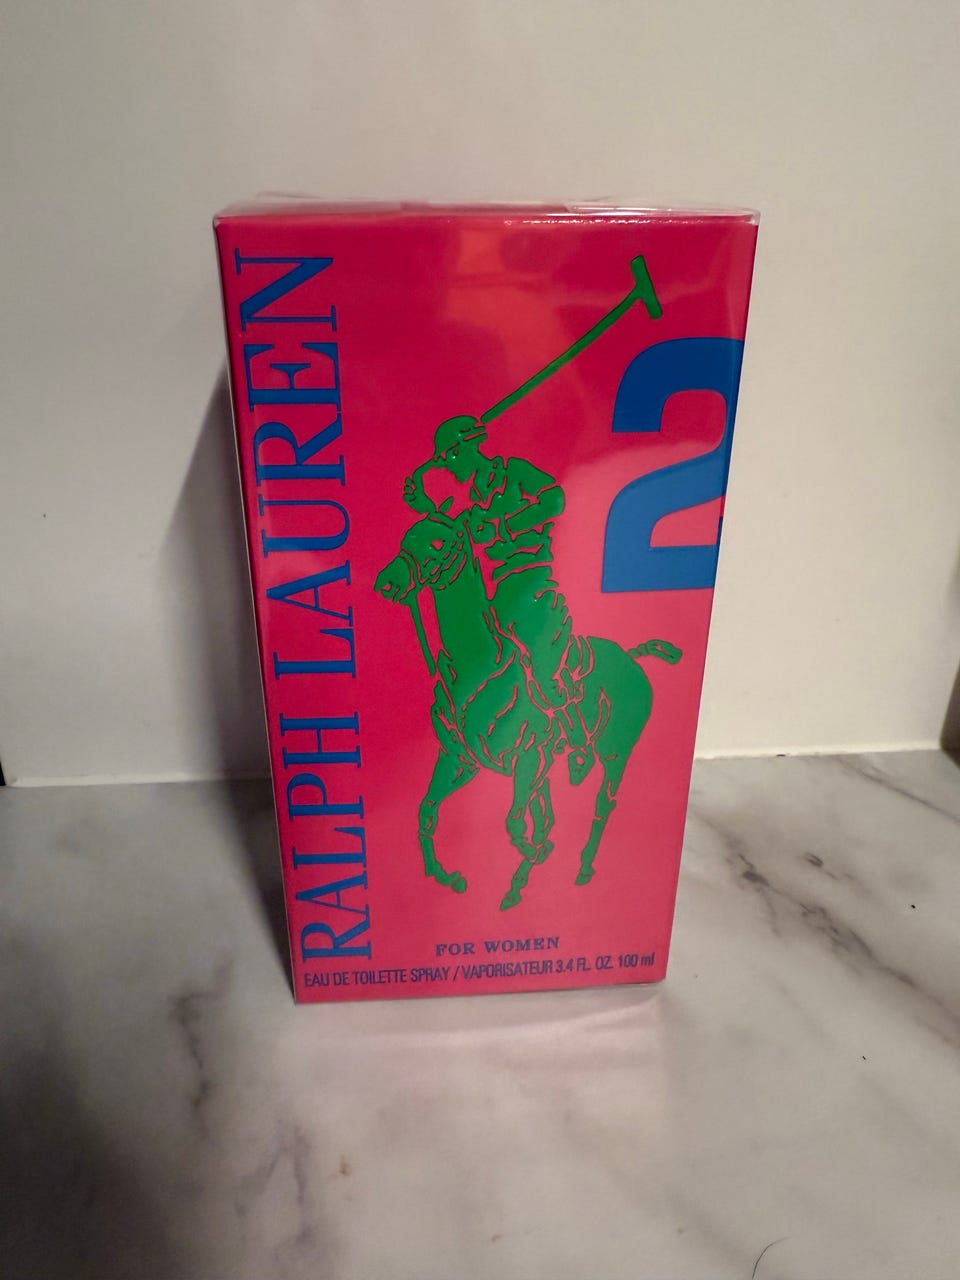 RALPH LAUREN
2
FOR WOMEN
EAU DE TOILETTE SPRAY / VAPORISATEUR 3.4 FL. OZ. 100 ml